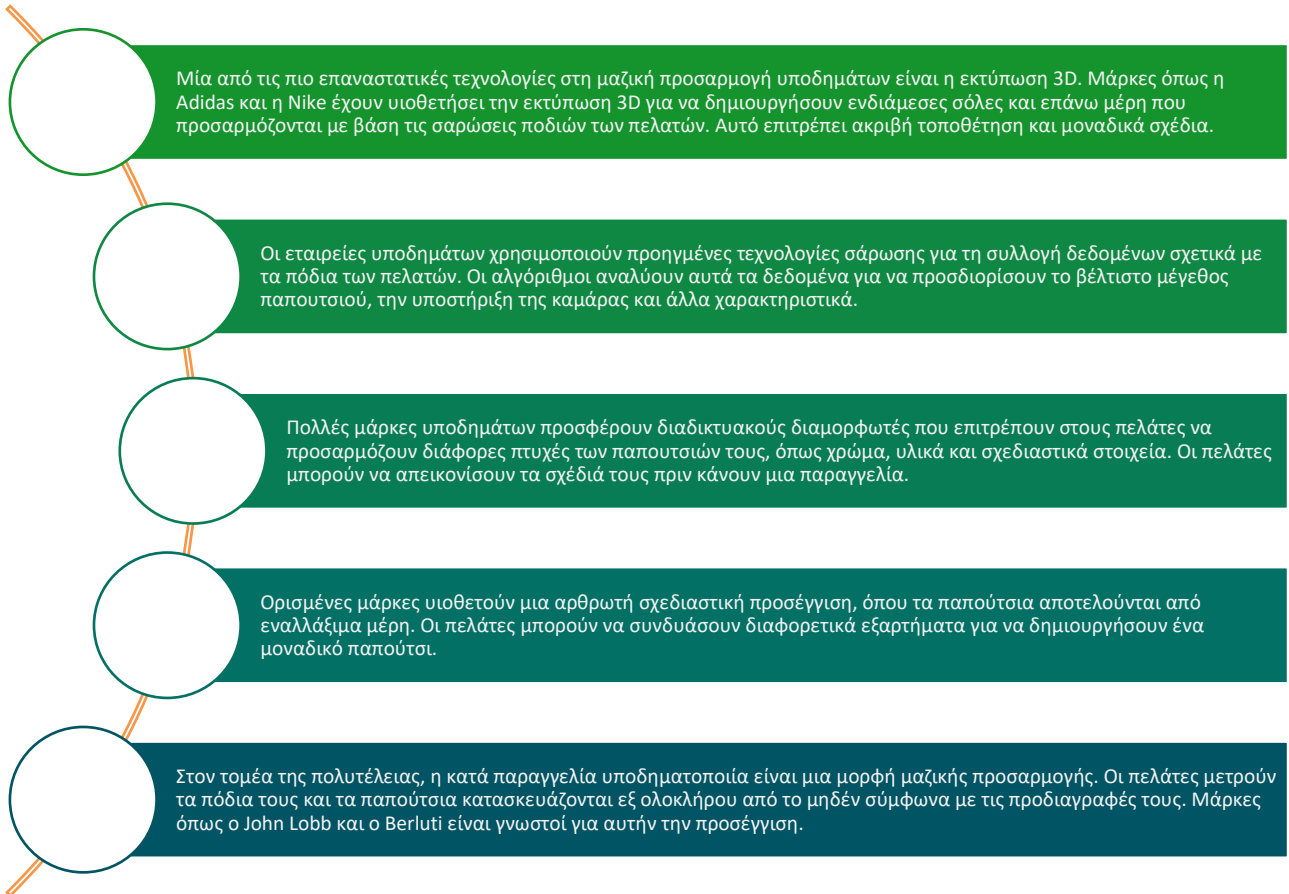 Μία από τις πιο επαναστατικές τεχνολογίες στη μαζική προσαρμογή υποδημάτων είναι η εκτύπωση 3D. Μάρκες όπως η
Adidas και η Nike έχουν υιοθετήσει την εκτύπωση 3D για να δημιουργήσουν ενδιάμεσες σόλες και επάνω μέρη που
προσαρμόζονται με βάση τις σαρώσεις ποδιών των πελατών. Αυτό επιτρέπει ακριβή τοποθέτηση και μοναδικά σχέδια.
Οι εταιρείες υποδημάτων χρησιμοποιούν προηγμένες τεχνολογίες σάρωσης για τη συλλογή δεδομένων σχετικά με
τα πόδια των πελατών. Οι αλγόριθμοι αναλύουν αυτά τα δεδομένα για να προσδιορίσουν το βέλτιστο μέγεθος
παπουτσιού, την υποστήριξη της καμάρας και άλλα χαρακτηριστικά.
Πολλές μάρκες υποδημάτων προσφέρουν διαδικτυακούς διαμορφωτές που επιτρέπουν στους πελάτες να
προσαρμόζουν διάφορες πτυχές των παπουτσιών τους, όπως χρώμα, υλικά και σχεδιαστικά στοιχεία. Οι πελάτες
μπορούν να απεικονίσουν τα σχέδιά τους πριν κάνουν μια παραγγελία.
Ορισμένες μάρκες υιοθετούν μια αρθρωτή σχεδιαστική προσέγγιση, όπου τα παπούτσια αποτελούνται από
εναλλάξιμα μέρη. Οι πελάτες μπορούν να συνδυάσουν διαφορετικά εξαρτήματα για να δημιουργήσουν ένα
μοναδικό παπούτσι.
Στον τομέα της πολυτέλειας, η κατά παραγγελία υποδηματοποιία είναι μια μορφή μαζικής προσαρμογής. Οι πελάτες μετρούν
τα πόδια τους και τα παπούτσια κατασκευάζονται εξ ολοκλήρου από το μηδέν σύμφωνα με τις προδιαγραφές τους. Μάρκες
όπως ο John Lobb και ο Berluti είναι γνωστοί για αυτήν την προσέγγιση.